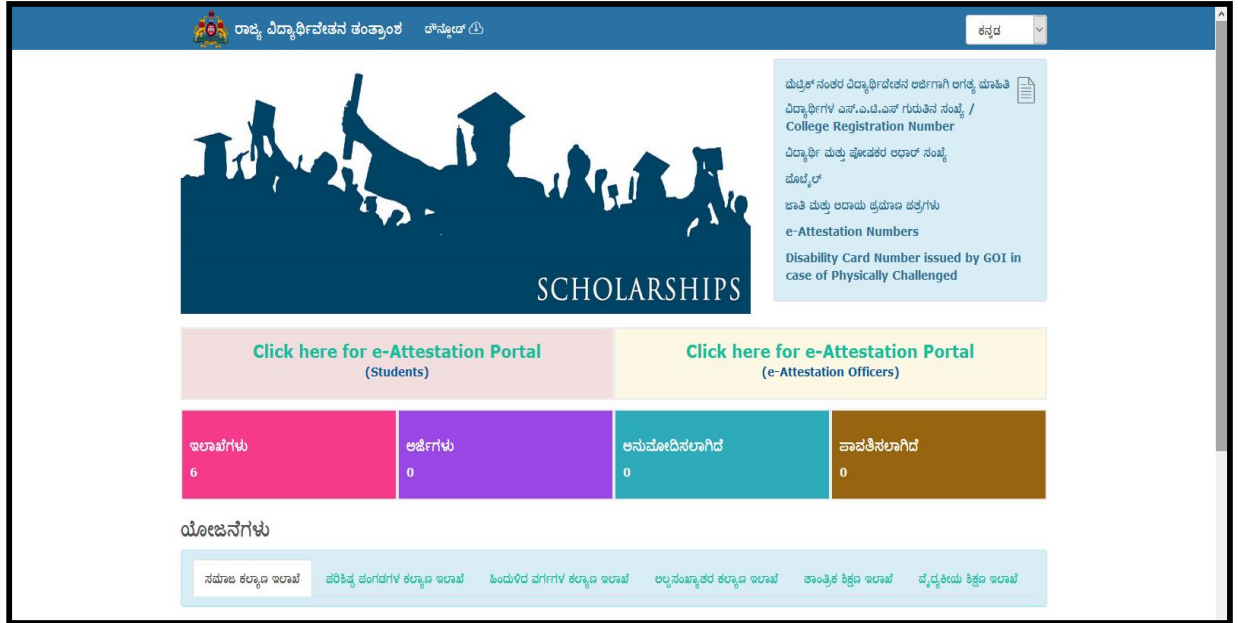 ರಾಜ್ಯ ವಿದ್ಯಾರ್ಥಿವೇತನ ತಂತ್ರಾಂಶ ಡೌನ್ಲೋಡ್ ಕನ್ನಡ
ಮೆಟ್ರಿಕ್ ನಂತರ ವಿದ್ಯಾರ್ಥಿವೇತನ ಅರ್ಜಿಗಾಗಿ ಅಗತ್ಯ ಮಾಹಿತಿ
ವಿದ್ಯಾರ್ಥಿಗಳ ಎಸ್.ಎ.ಟಿ.ಎಸ್ ಗುರುತಿನ ಸಂಖ್ಯೆ /
College Registration Number
ವಿದ್ಯಾರ್ಥಿ ಮತ್ತು ಪೋಷಕರ ಆಧಾರ್ ಸಂಖ್ಯೆ
ಮೊಬೈಲ್
ಜಾತಿ ಮತ್ತು ಆದಾಯ ಪ್ರಮಾಣ ಪತ್ರಗಳು
e-Attestation Numbers
Disability Card Number issued by GOI in
case of Physically Challenged
SCHOLARSHIPS
Click here for e-Attestation Portal
(Students)
Click here for e-Attestation Portal
(e-Attestation Officers)
ಇಲಾಖೆಗಳು
6
ಅರ್ಜಿಗಳು
0
ಅನುಮೋದಿಸಲಾಗಿದೆ
0
ಪಾವತಿಸಲಾಗಿದೆ
0
ಯೋಜನೆಗಳು
ಸಮಾಜ ಕಲ್ಯಾಣ ಇಲಾಖೆ ಪರಿಶಿಷ್ಟ ಪಂಗಡಗಳ ಕಲ್ಯಾಣ ಇಲಾಖೆ ಹಿಂದುಳಿದ ವರ್ಗಗಳ ಕಲ್ಯಾಣ ಇಲಾಖೆ ಅಲ್ಪಸಂಖ್ಯಾತರ ಕಲ್ಯಾಣ ಇಲಾಖೆ ತಾಂತ್ರಿಕ ಶಿಕ್ಷಣ ಇಲಾಖೆ ವೈದ್ಯಕೀಯ ಶಿಕ್ಷಣ ಇಲಾಖೆ